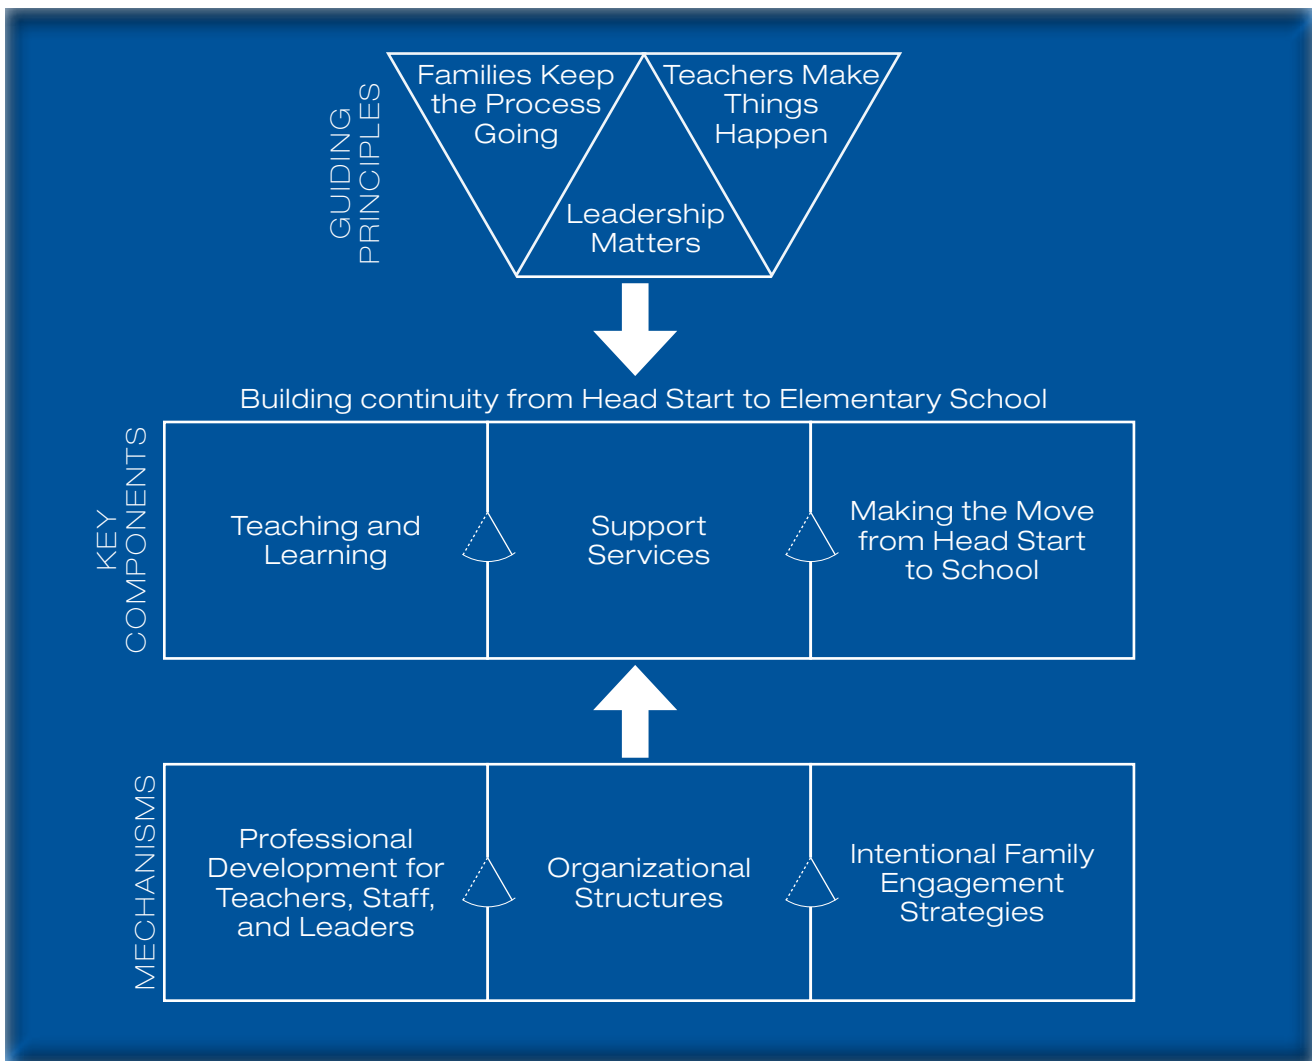 GUIDING
PRINCIPLES
Families Keep
the Process
Going
Teachers Make
Things
Happen
Leadership
Matters
Building continuity from Head Start to Elementary School
KEY
COMPONENTS
Teaching and
Learning
Support
Services
Making the Move
from Head Start
to School
MECHANISMS
Professional
Development for
Teachers, Staff,
and Leaders
Organizational
Structures
Intentional Family
Engagement
Strategies